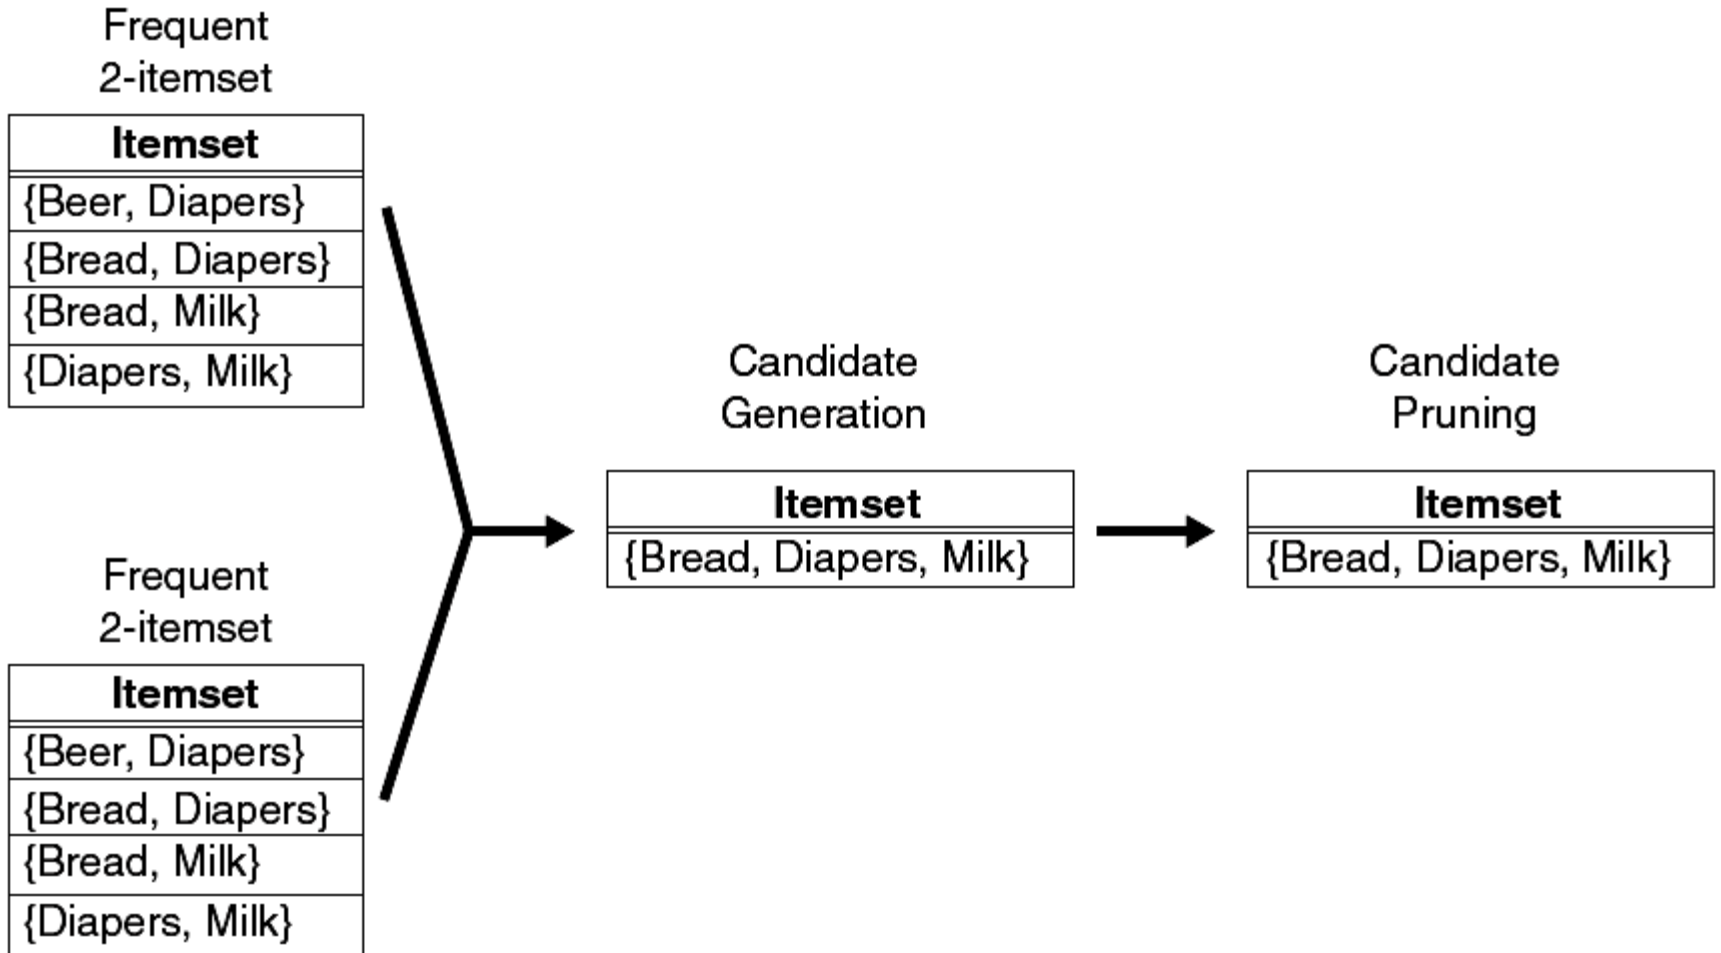 Frequent
2-itemset
Itemset
{Beer, Diapers}
{Bread, Diapers}
{Bread, Milk}
{Diapers, Milk}
Frequent
2-itemset
Itemset
{Beer, Diapers}
{Bread, Diapers}
{Bread, Milk}
{Diapers, Milk}
Candidate
Generation
Itemset
{Bread, Diapers, Milk}
Candidate
Pruning
Itemset
{Bread, Diapers, Milk}